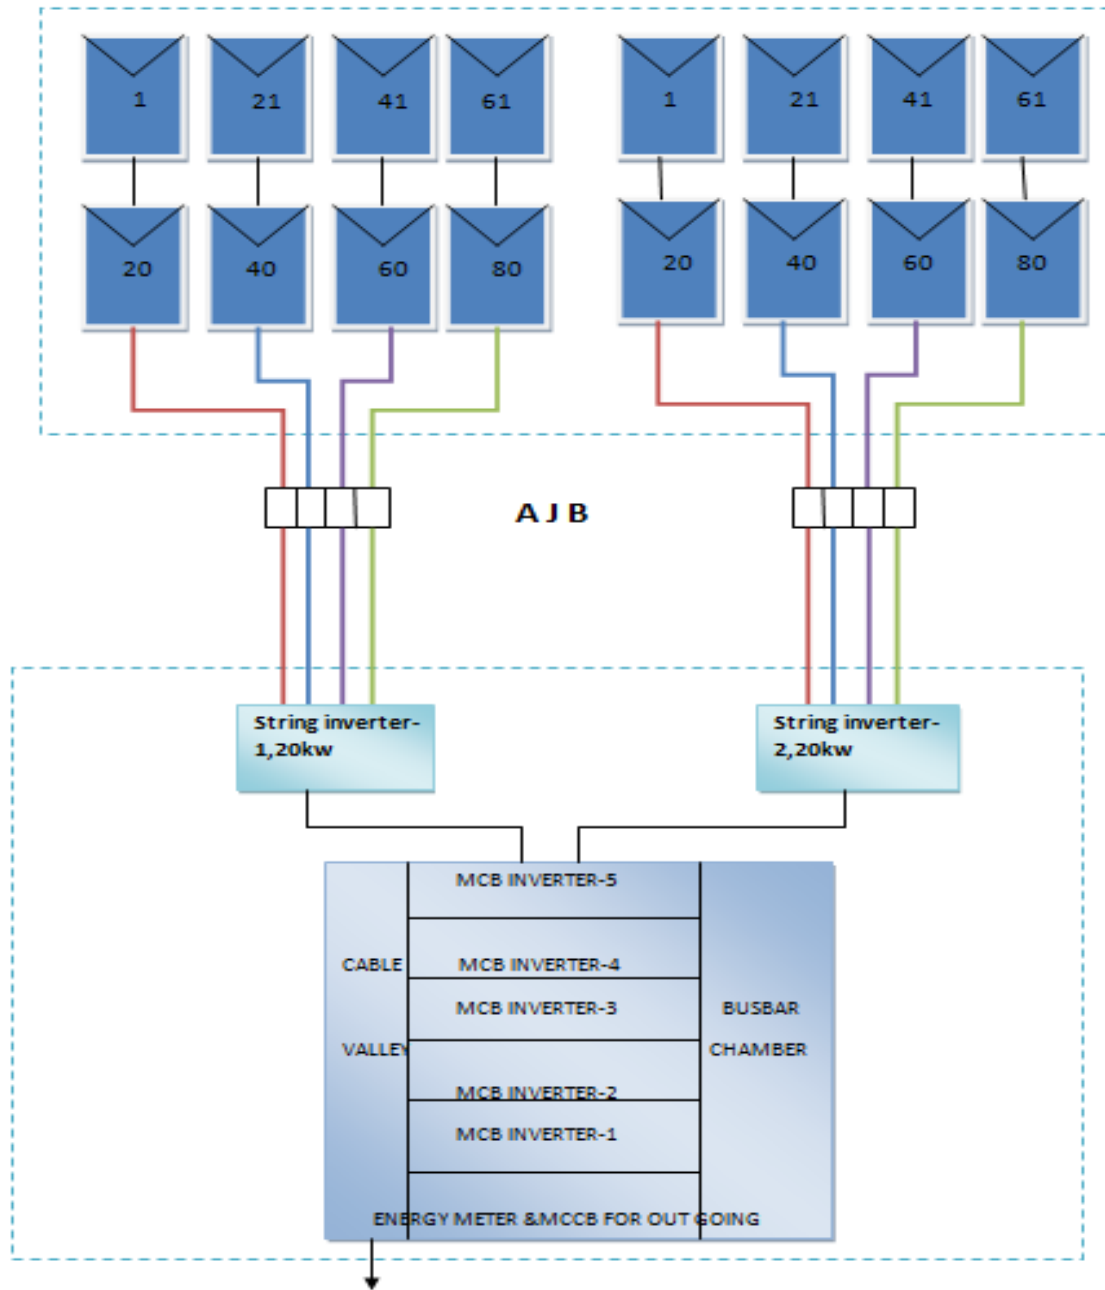 1 21 41 61 1 21 41 61
20 40 60 80 20 40 60 80
A J B
String inverter-
1,20kw
String inverter-
2,20kw
MCB INVERTER-5
CABLE
MCB INVERTER-4
MCB INVERTER-3
BUSBAR
VALLEY
CHAMBER
MCB INVERTER-2
MCB INVERTER-1
ENERGY METER &MCCB FOR OUT GOING